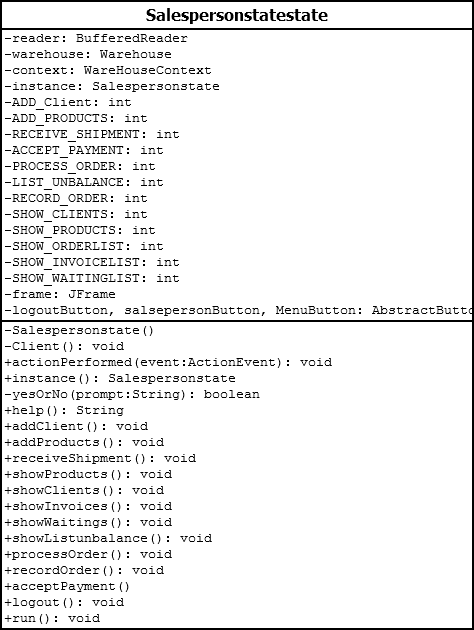 Salespersonstatestate
-reader: BufferedReader
-warehouse: Warehouse
-context: WareHouseContext
-instance: Salespersonstate
-ADD_Client: int
-ADD_PRODUCTS: int
-RECEIVE_SHIPMENT: int
-ACCEPT_PAYMENT: int
-PROCESS_ORDER: int
-LIST_UNBALANCE: int
-RECORD_ORDER: int
-SHOW_CLIENTS: int
-SHOW_PRODUCTS: int
-SHOW_ORDERLIST: int
-SHOW_INVOICELIST: int
-SHOW_WAITINGLIST: int
-frame: JFrame
-logoutButton, salsepersonButton, MenuButton: AbstractButto
-Salespersonstate()
-Client(): void
+actionPerformed(event:ActionEvent): void
+instance(): Salespersonstate
-yesOrNo(prompt:String): boolean
+help(): String
+addClient(): void
+addProducts(): void
+receiveShipment(): void
+showProducts(): void
+showClients(): void
+showInvoices(): void
+showWaitings(): void
+showListunbalance(): void
+processOrder(): void
+recordOrder(): void
+acceptPayment()
+logout(): void
+run(): void